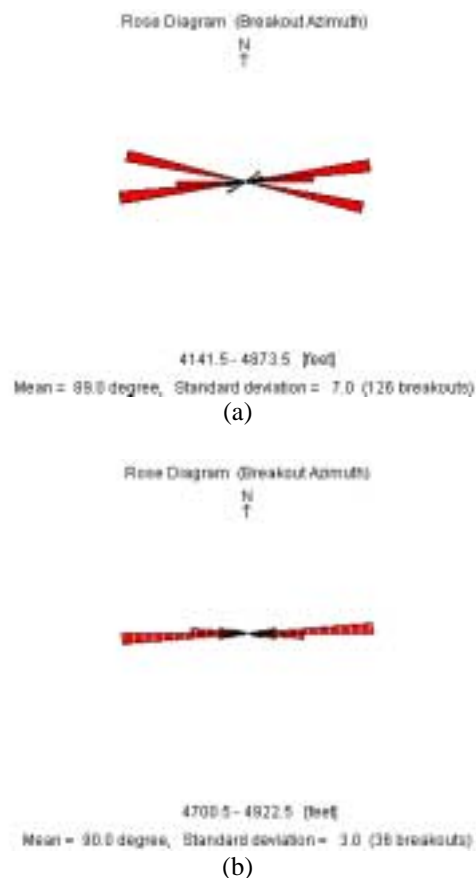 Rose Diagram (Breakout Azimuth)
N
4141.5 - 4873.5 [feet]
Mean = 89.0 degree, Standard deviation = 7.0 (126 breakouts)
(a)
Rose Diagram (Breakout Azimuth)
N
4700.5 - 4922.5 [feet]
Mean = 90.0 degree, Standard deviation = 3.0 (36 breakouts)
(b)